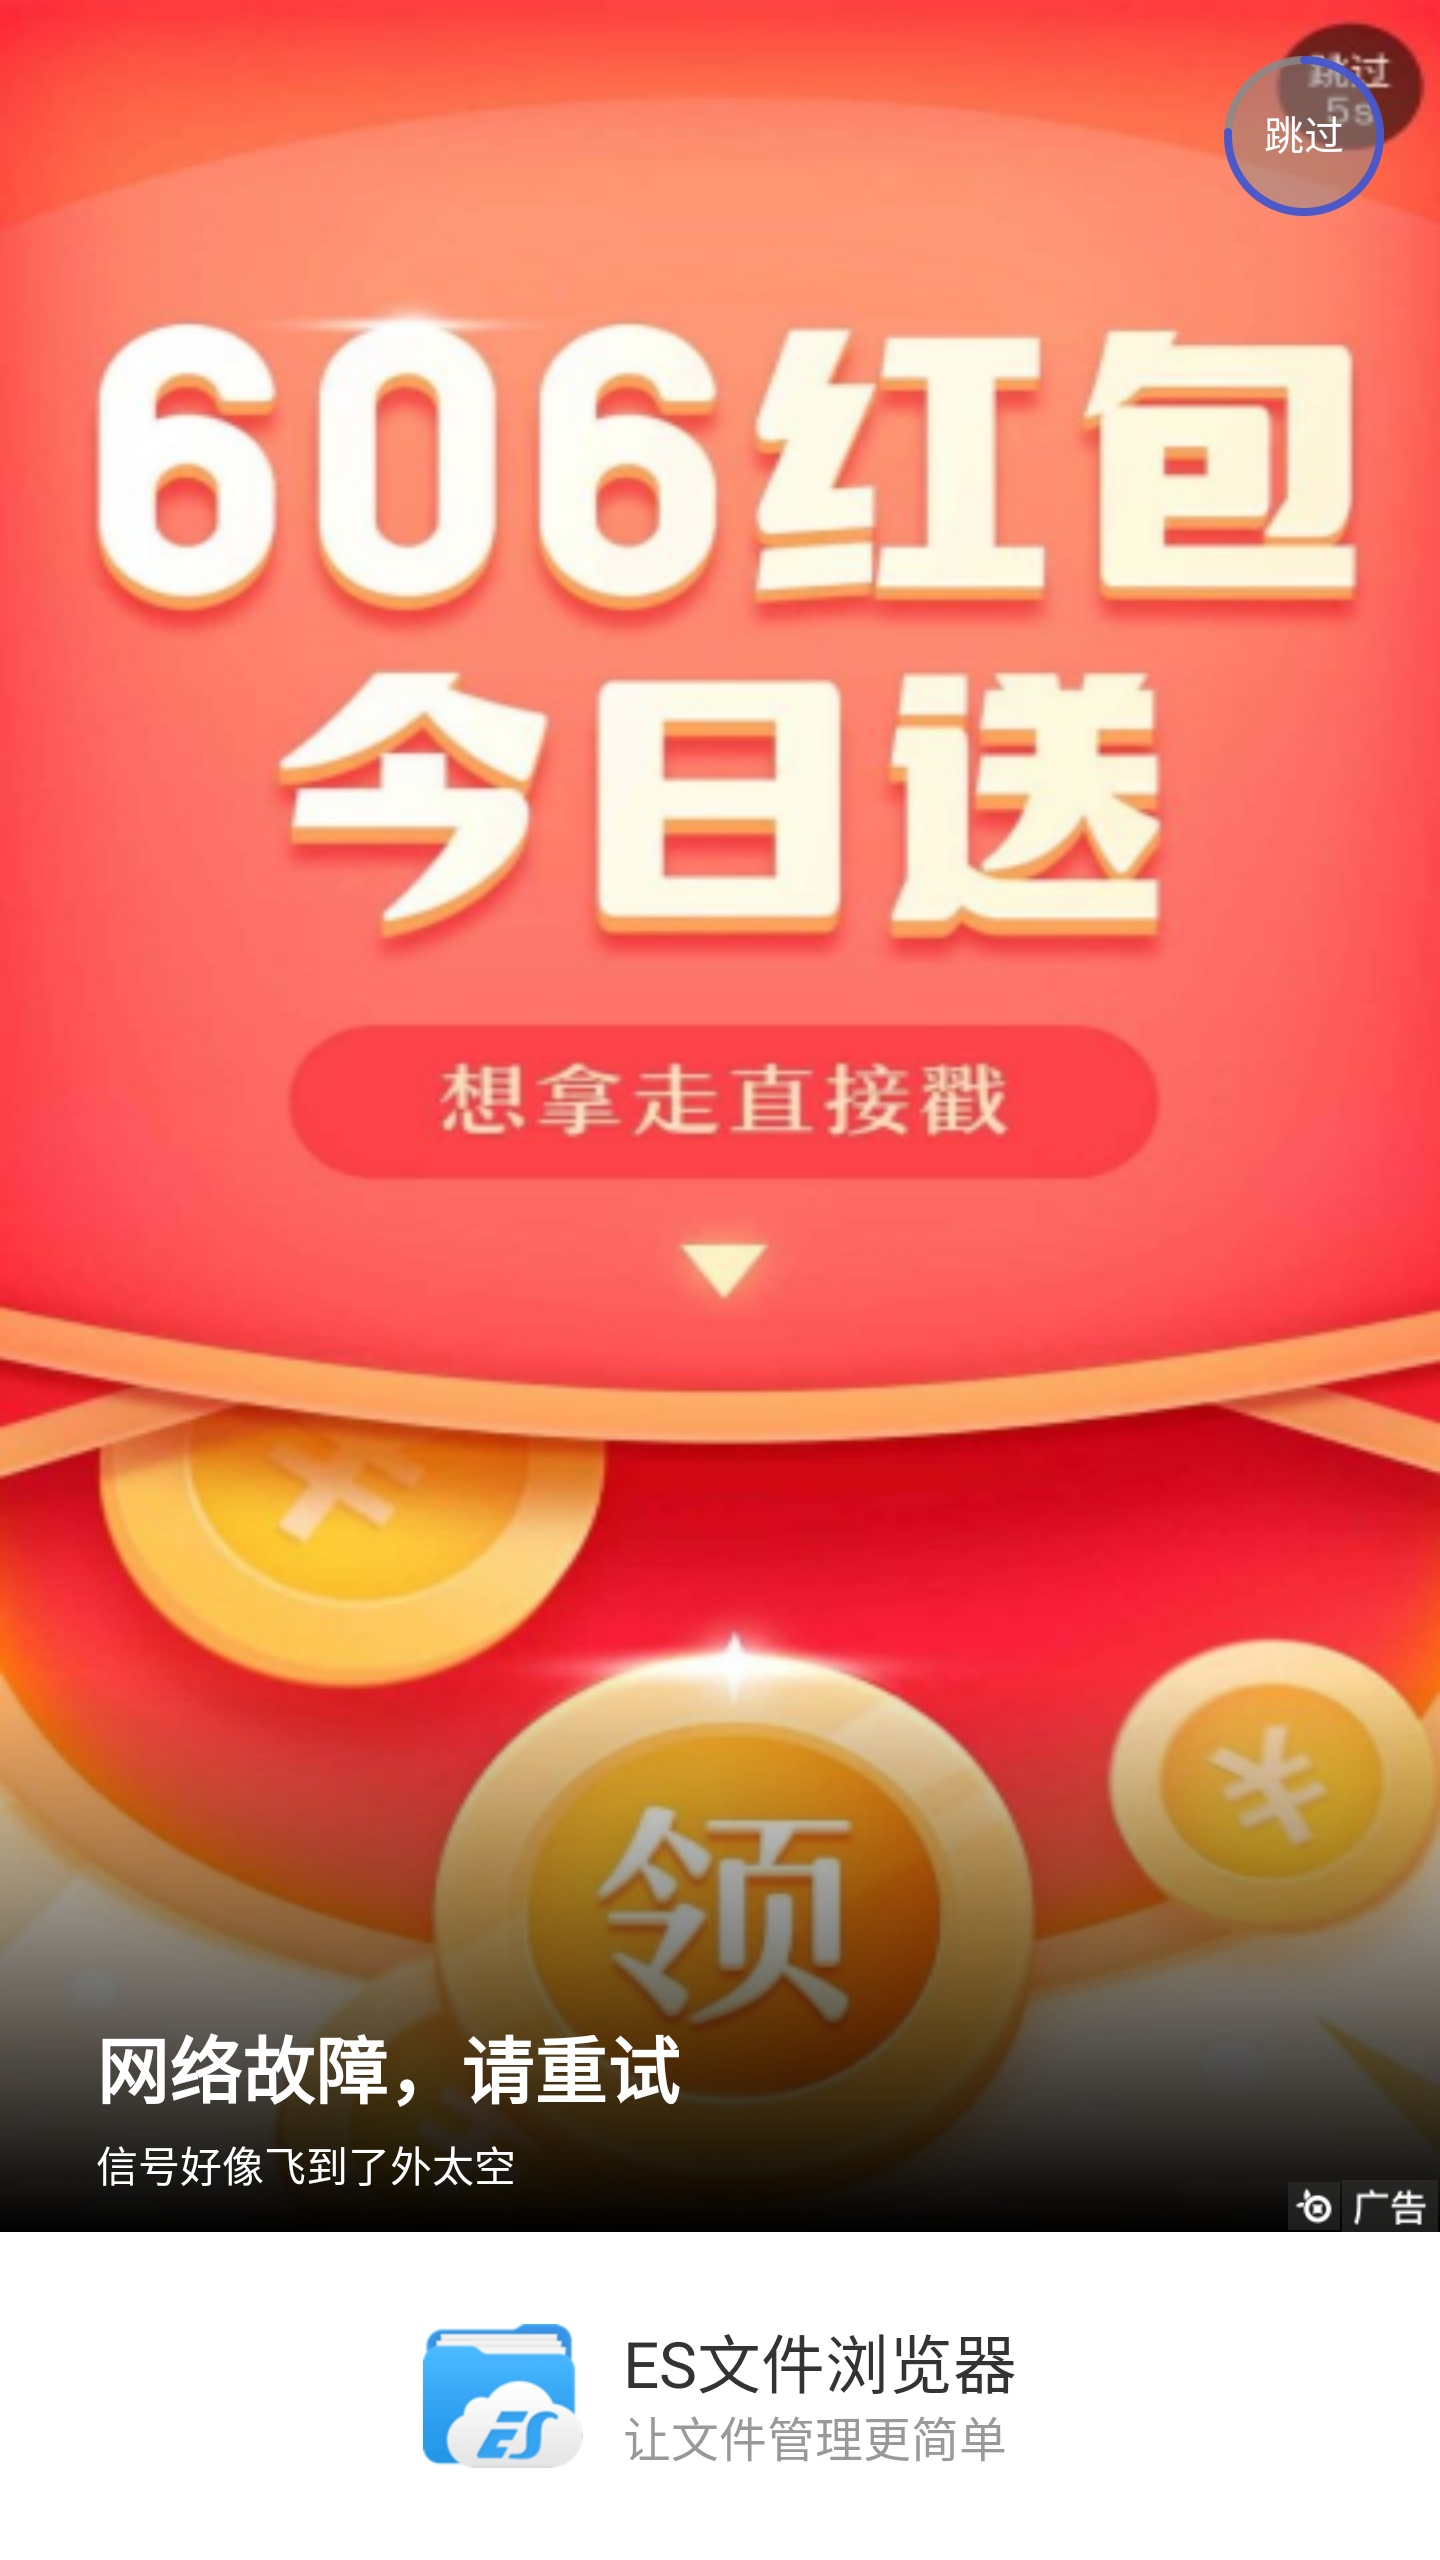 跳过
5s
跳过
606红包
今日送
想拿走直接戳
领
网络故障，请重试
信号好像飞到了外太空
广告
ES文件浏览器
让文件管理更简单